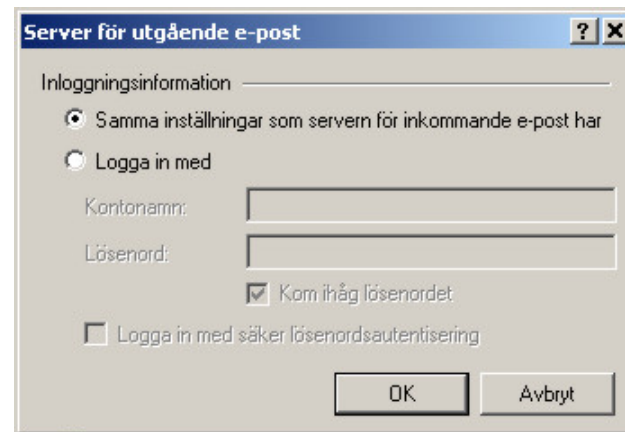 Server för utgående e-post
Inloggningsinformation
Samma inställningar som servern för inkommande e-post har
Logga in med
Kontonamn:
Lösenord:
Kom ihåg lösenordet
Logga in med säker lösenordsautentisering
OK Avbryt